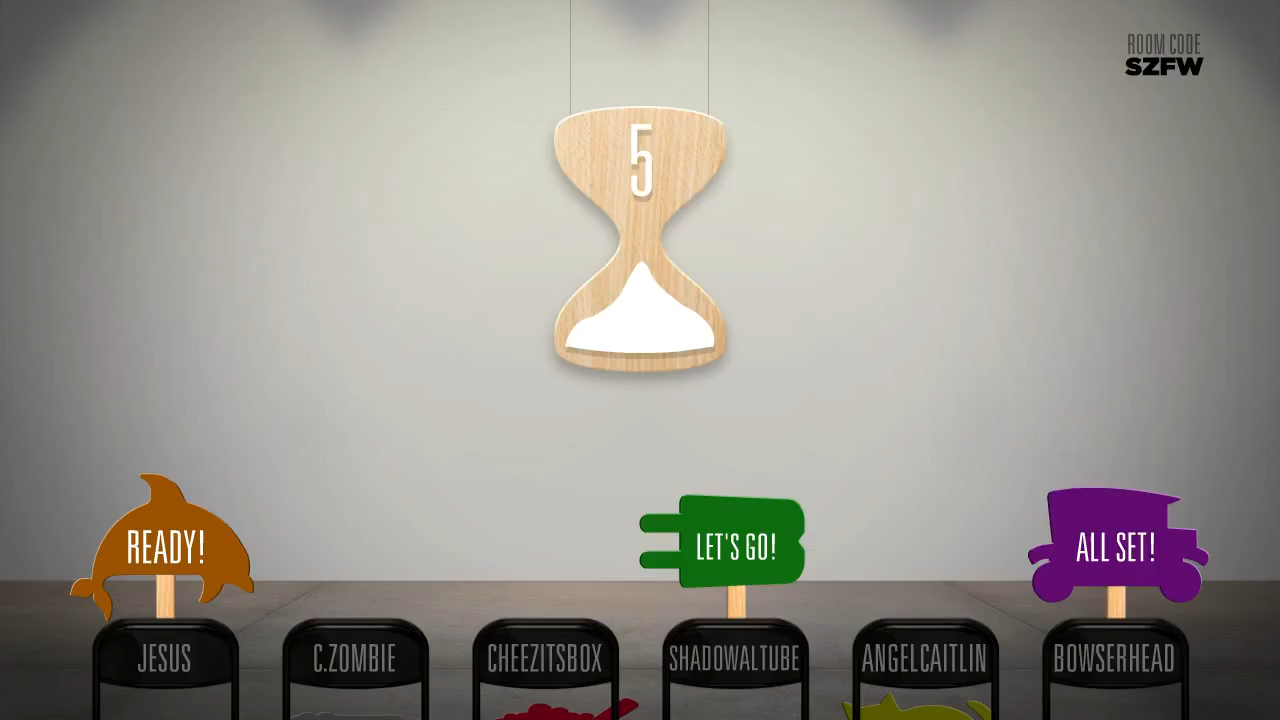 ROOM CODE
SZFW
5
READY!
LET'S GO!
ALL SET!
JESUS
C.ZOMBIE
CHEEZITSBOX
SHADOWALTUBE
ANGELCAITLIN
BOWSERHEAD